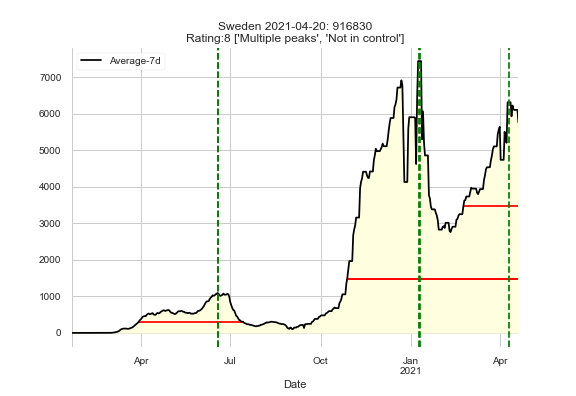 Sweden 2021-04-20: 916830
Rating:8 ['Multiple peaks', 'Not in control']
Average-7d
7000
6000
5000
4000
3000
2000
1000
0
Apr
Jul
Oct
Jan
2021
Apr
Date